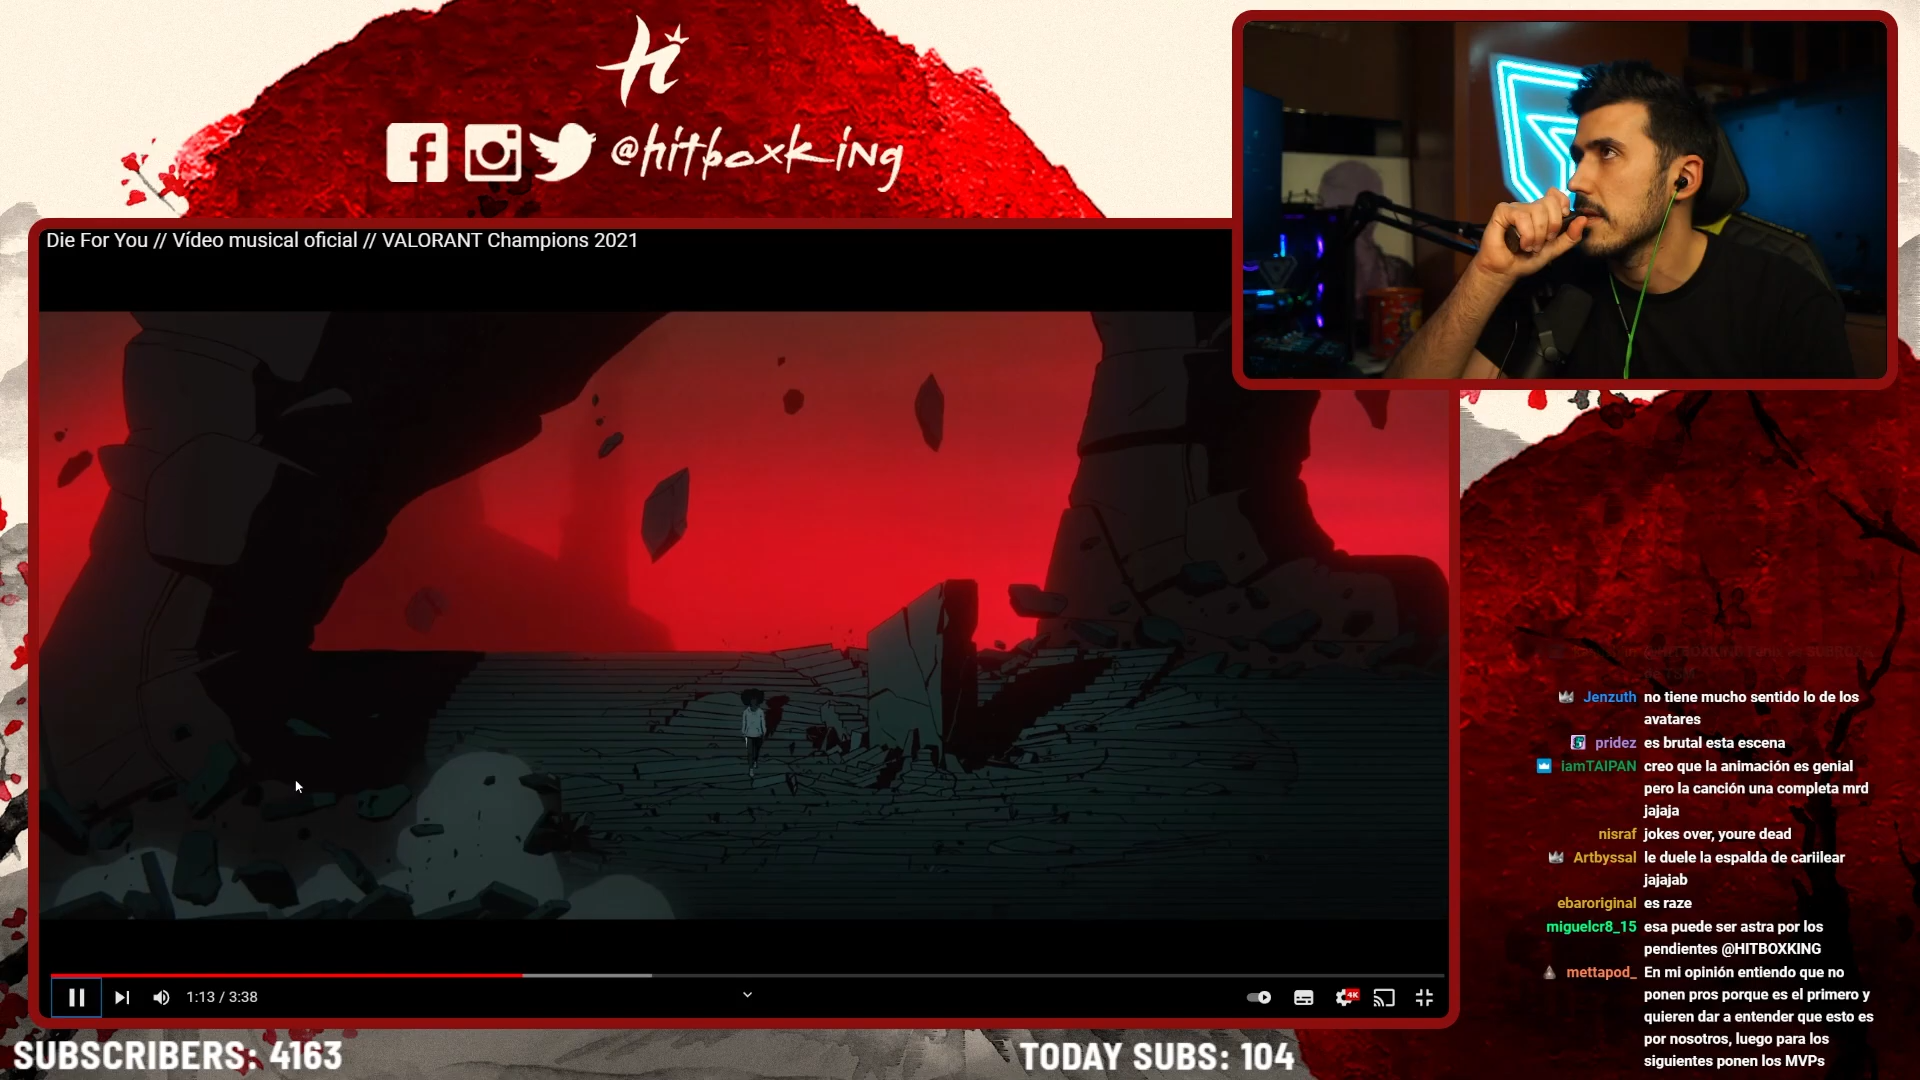 @hitboxking
Die For You // Vídeo musical oficial // VALORANT Champions 2021
Jenzuth no tiene mucho sentido lo de los
avatares
pridez es brutal esta escena
iamTAIPAN creo que la animación es genial
pero la canción una completa mrd
jajaja
nisraf jokes over, youre dead
Artbyssal le duele la espalda de cariilear
jajajab
ebaroriginal es raze
miguelcr8_15 esa puede ser astra por los
pendientes @HITBOXKING
mettapod_ En mi opinión entiendo que no
ponen pros porque es el primero y
quieren dar a entender que esto es
por nosotros, luego para los
siguientes ponen los MVPs
1:13 / 3:38
4K
SUBSCRIBERS: 4163
TODAY SUBS: 104